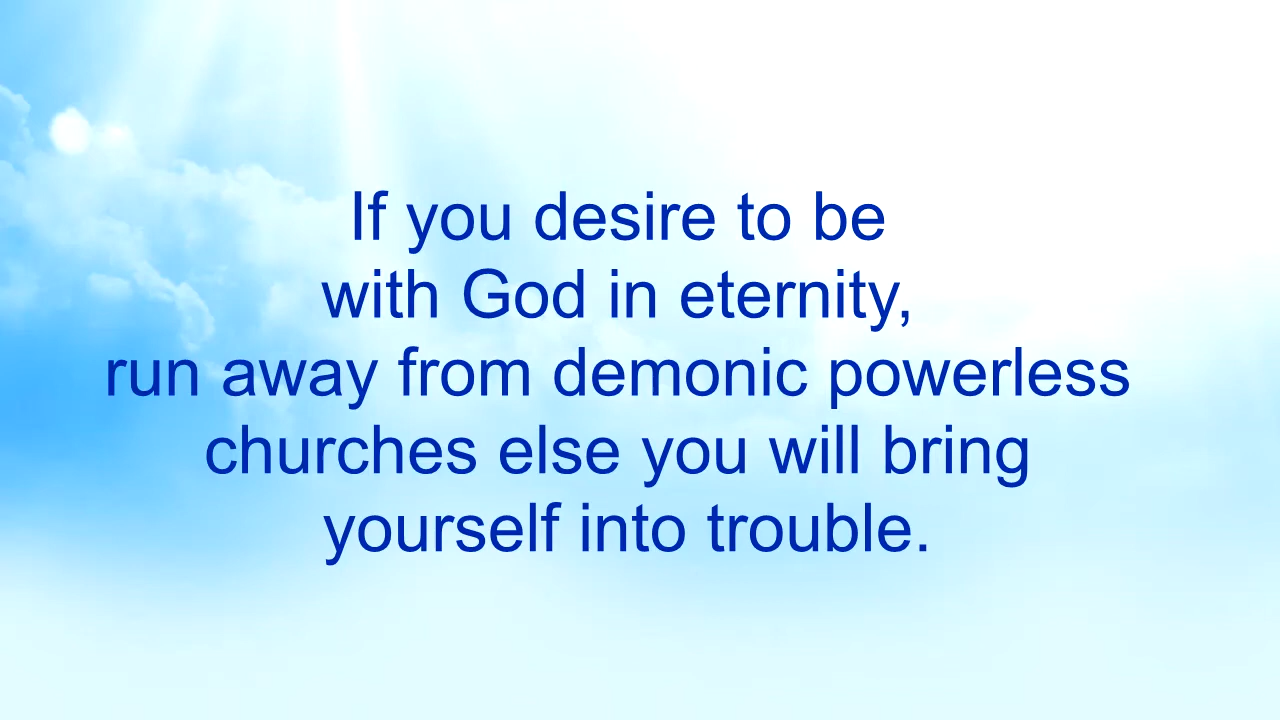 If you desire to be
with God in eternity,
run away from demonic powerless
churches else you will bring
yourself into trouble.